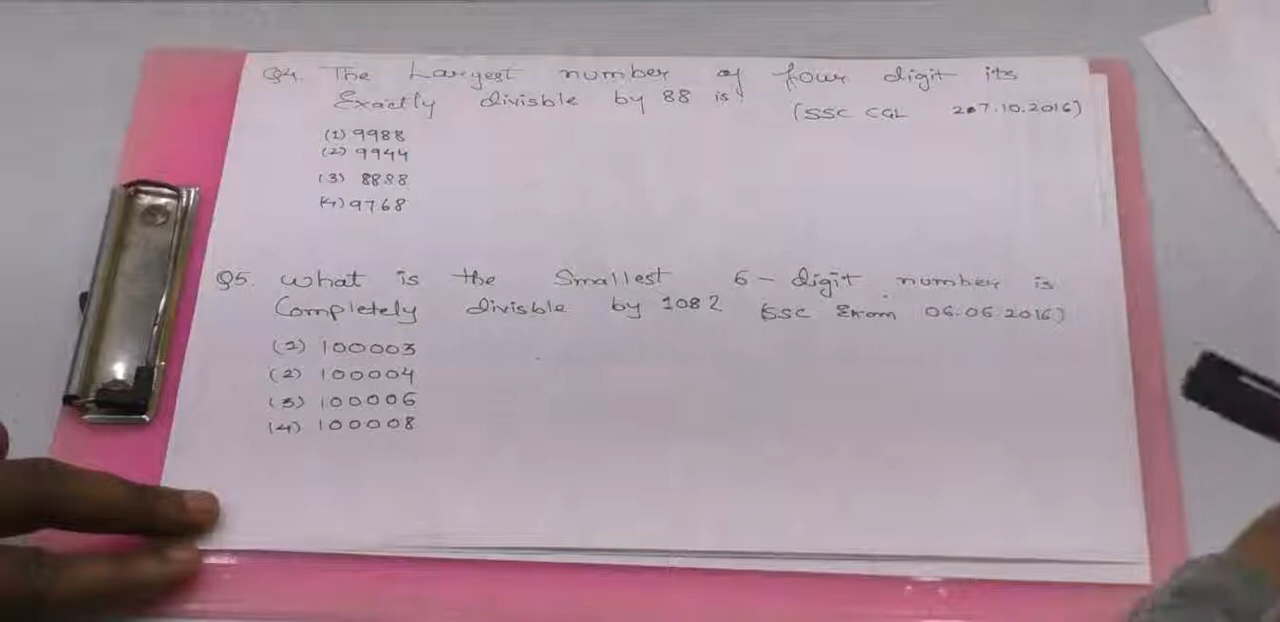 Q4. The Largest number of four digit its
Exactly divisble by 88 is?
(SSC CGL 27.10.2016)
(1) 9988
(2) 9944
(3) 8888
(4) 9768
Q5. What is the Smallest 6-digit number is
Completely divisble by 1082 (SSC Exam 06.06.2016)
(1) 100003
(2) 100004
(3) 100006
(4) 100008